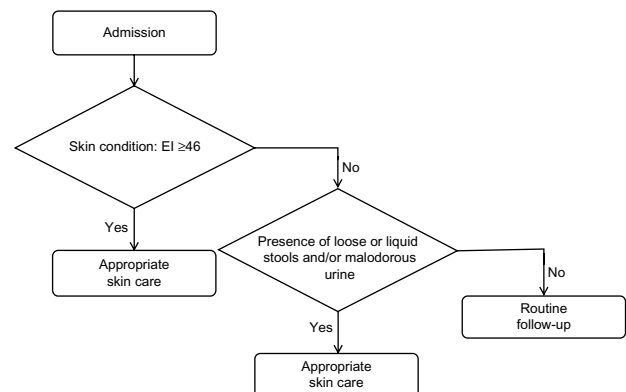 Admission
Skin condition: EI ≥46
No
Yes
Presence of loose or liquid
stools and/or malodorous
urine
Appropriate
skin care
No
Routine
follow-up
Yes
Appropriate
skin care